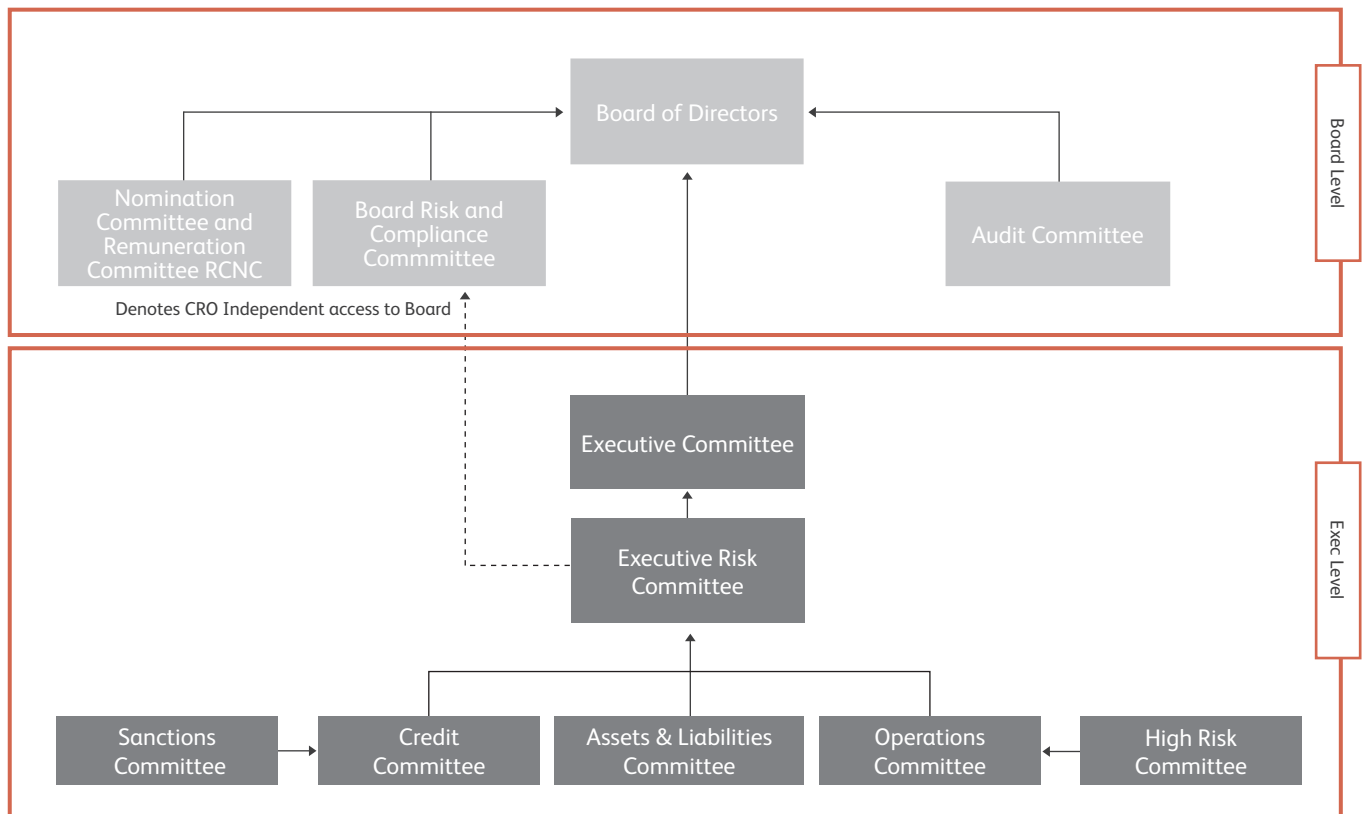 Board of Directors
Board Level
Nomination
Committee and
Remuneration
Committee RCNC
Board Risk and
Compliance
Commmittee
Audit Committee
Denotes CRO Independent access to Board
Executive Committee
Exec Level
Executive Risk
Committee
Sanctions
Committee
Credit
Committee
Assets & Liabilities
Committee
Operations
Committee
High Risk
Committee